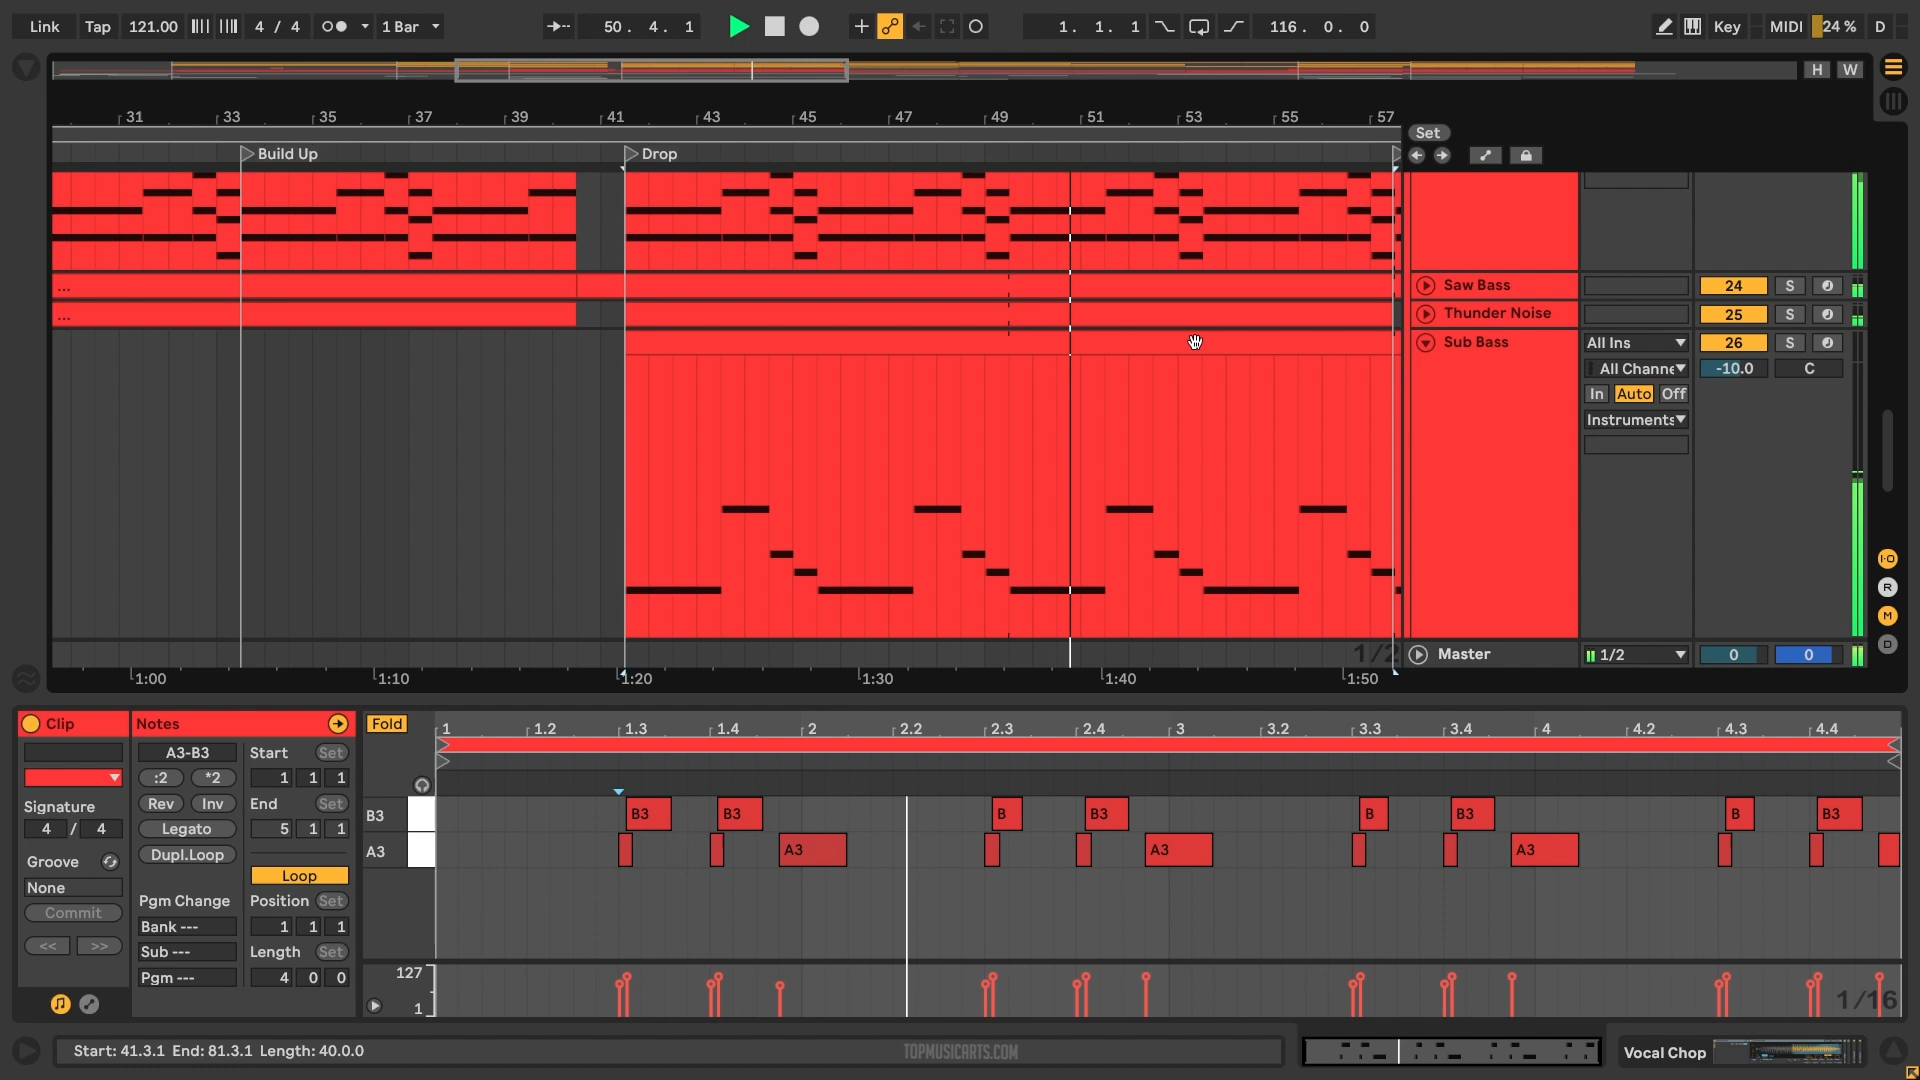 Link Tap 121.00 4 / 4 1 Bar 50. 4. 1 1. 1. 1 116. 0. 0 Key MIDI 24 % D
H W
31 33 35 37 39 41 43 45 47 49 51 53 55 57
Set
Build Up Drop
...
Saw Bass 24 S
...
Thunder Noise 25 S
Sub Bass All Ins 26 S
All Channe -10.0 C
In Auto Off
Instruments
I·O
R
M
D
1/2
Master 1/2 0 0
1:00 1:10 1:20 1:30 1:40 1:50
Clip Notes Fold 1 1.2 1.3 1.4 2 2.2 2.3 2.4 3 3.2 3.3 3.4 4 4.2 4.3 4.4
A3-B3 Start Set
:2 *2 1 1 1
Signature Rev Inv End Set
4 / 4 Legato 5 1 1
B3 B3 B3 B B3 B B3 B B3
Groove Dupl.Loop
A3 A3 A3 A3
None Loop
Commit Pgm Change Position Set
Bank --- 1 1 1
<< >> Sub --- Length Set
Pgm --- 4 0 0
127
1
1/16
Start: 41.3.1 End: 81.3.1 Length: 40.0.0
TOPMUSICARTS.COM
Vocal Chop